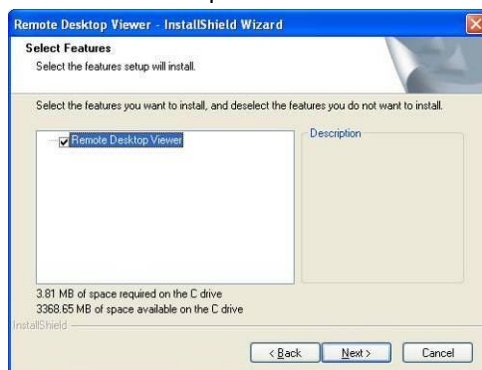 Remote Desktop Viewer - InstallShield Wizard
Select Features
Select the features setup will install.
Select the features you want to install, and deselect the features you do not want to install.
Remote Desktop Viewer
Description
3.81 MB of space required on the C drive
3368.65 MB of space available on the C drive
InstallShield
< Back
Next >
Cancel